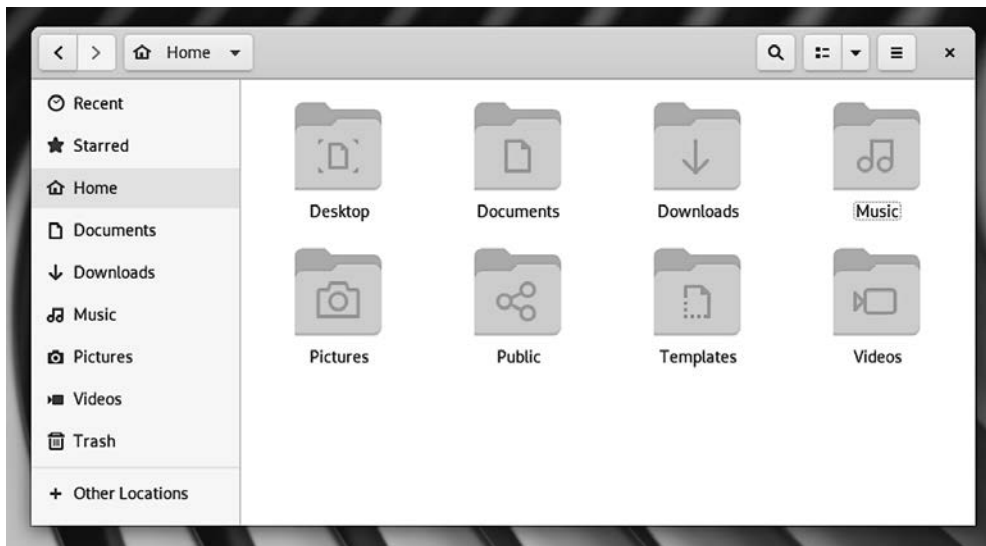 Home
Recent
Starred
Home
Documents
Downloads
Music
Pictures
Videos
Trash
Other Locations
Desktop Documents Downloads Music
Pictures Public Templates Videos